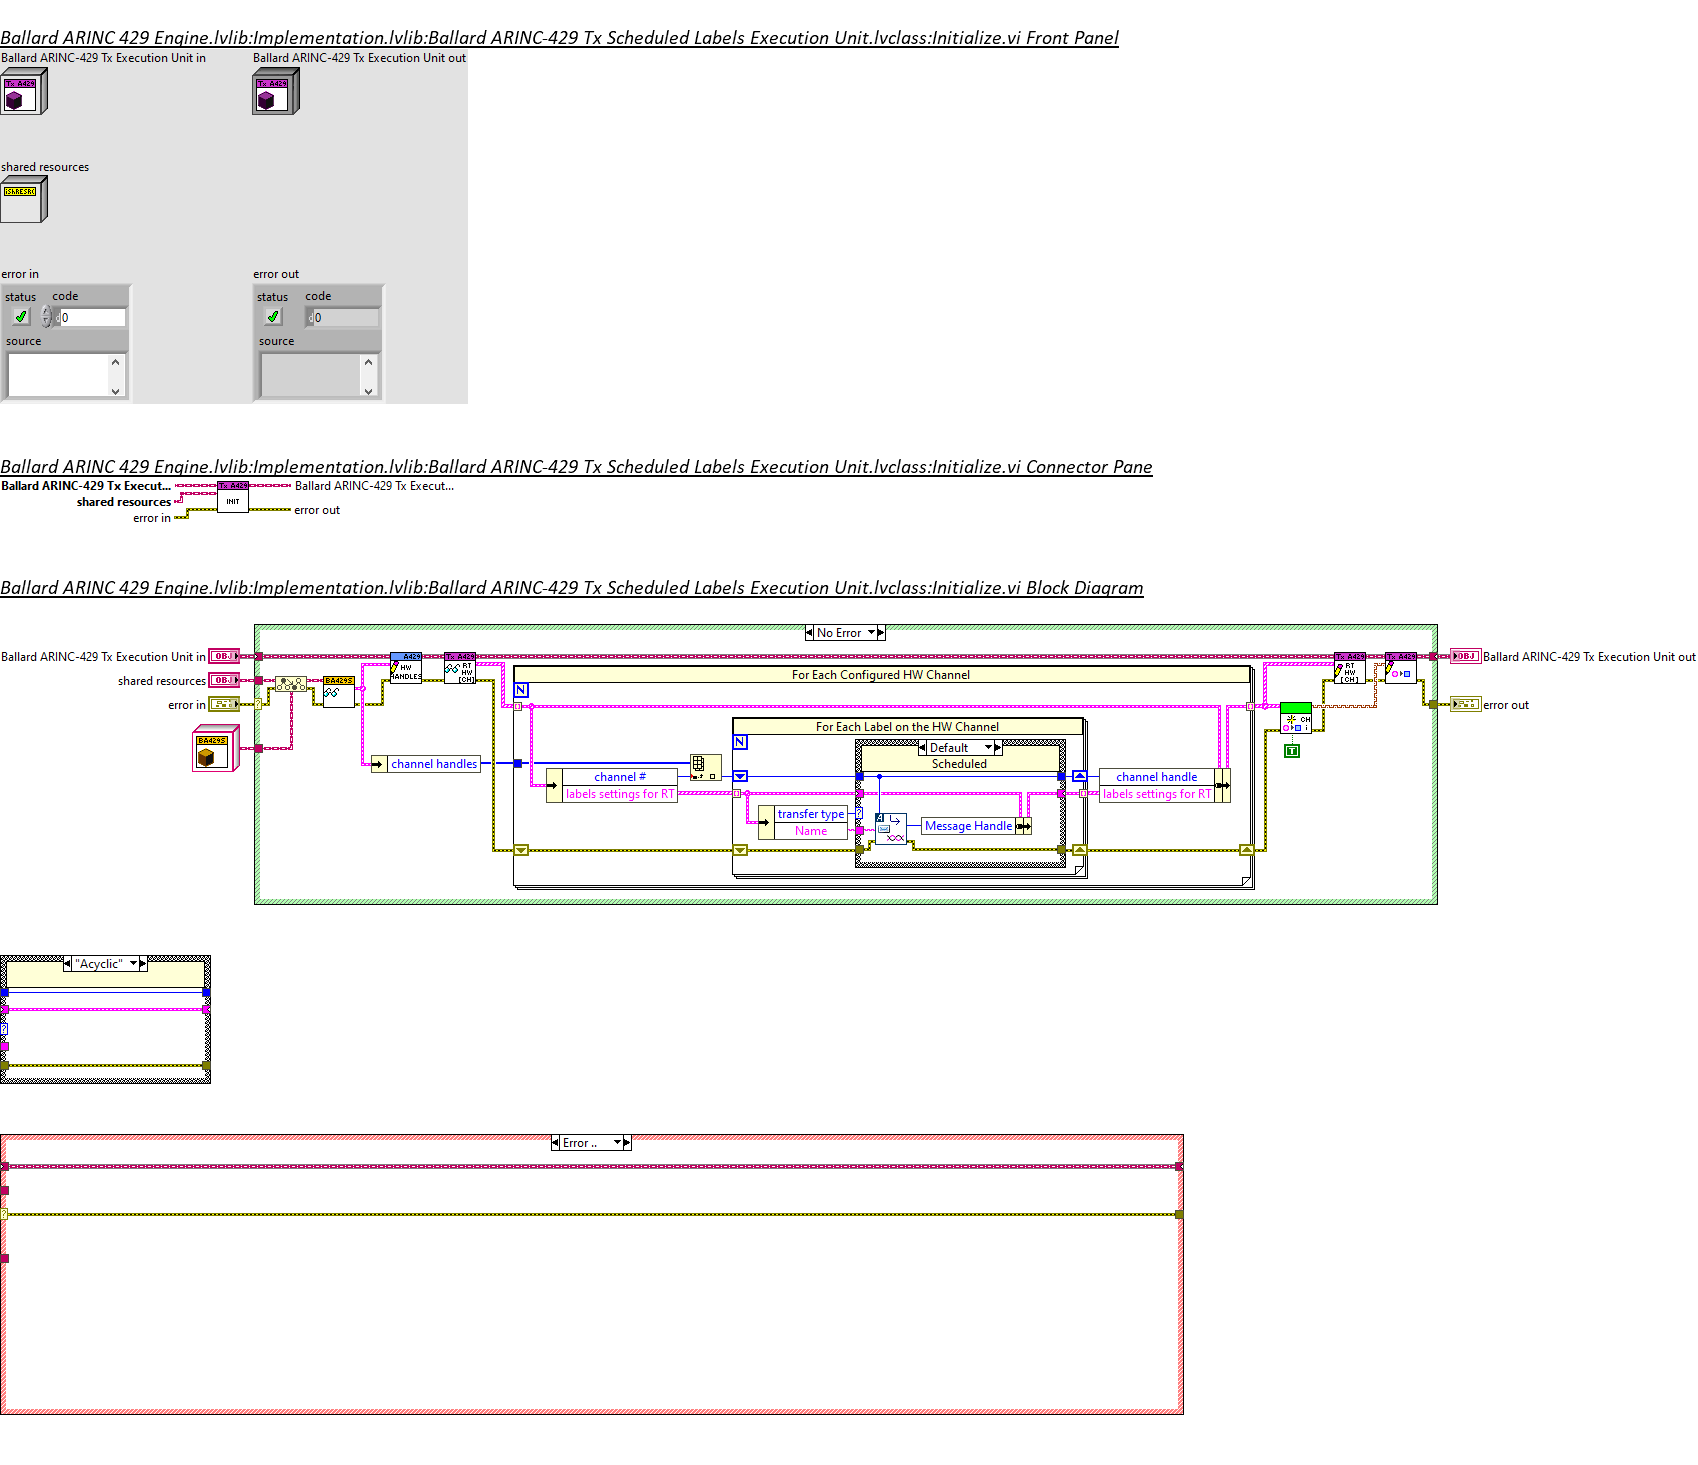 Ballard ARINC 429 Engine.lvlib:Implementation.lvlib:Ballard ARINC-429 Tx Scheduled Labels Execution Unit.lvclass:Initialize.vi Front Panel
Ballard ARINC-429 Tx Execution Unit in
Ballard ARINC-429 Tx Execution Unit out
Tx A429
Tx A429
shared resources
iShRESRC
error in
error out
status code
status code
0
0
source
source
Ballard ARINC 429 Engine.lvlib:Implementation.lvlib:Ballard ARINC-429 Tx Scheduled Labels Execution Unit.lvclass:Initialize.vi Connector Pane
Ballard ARINC-429 Tx Execut...
Tx A429
Ballard ARINC-429 Tx Execut...
shared resources
INIT
error in
error out
Ballard ARINC 429 Engine.lvlib:Implementation.lvlib:Ballard ARINC-429 Tx Scheduled Labels Execution Unit.lvclass:Initialize.vi Block Diagram
No Error
Ballard ARINC-429 Tx Execution Unit in
OBJ
A429
HW
HANDLES
Tx A429
RT
HW
[CH]
Tx A429
RT
HW
[CH]
Tx A429
OBJ
Ballard ARINC-429 Tx Execution Unit out
For Each Configured HW Channel
shared resources
OBJ
BA429S
N
error in
error out
CH
i
For Each Label on the HW Channel
N
BA429S
Default
T
Scheduled
channel handles
channel #
labels settings for RT
channel handle
labels settings for RT
transfer type
Name
A
Message Handle
"Acyclic"
Error ..